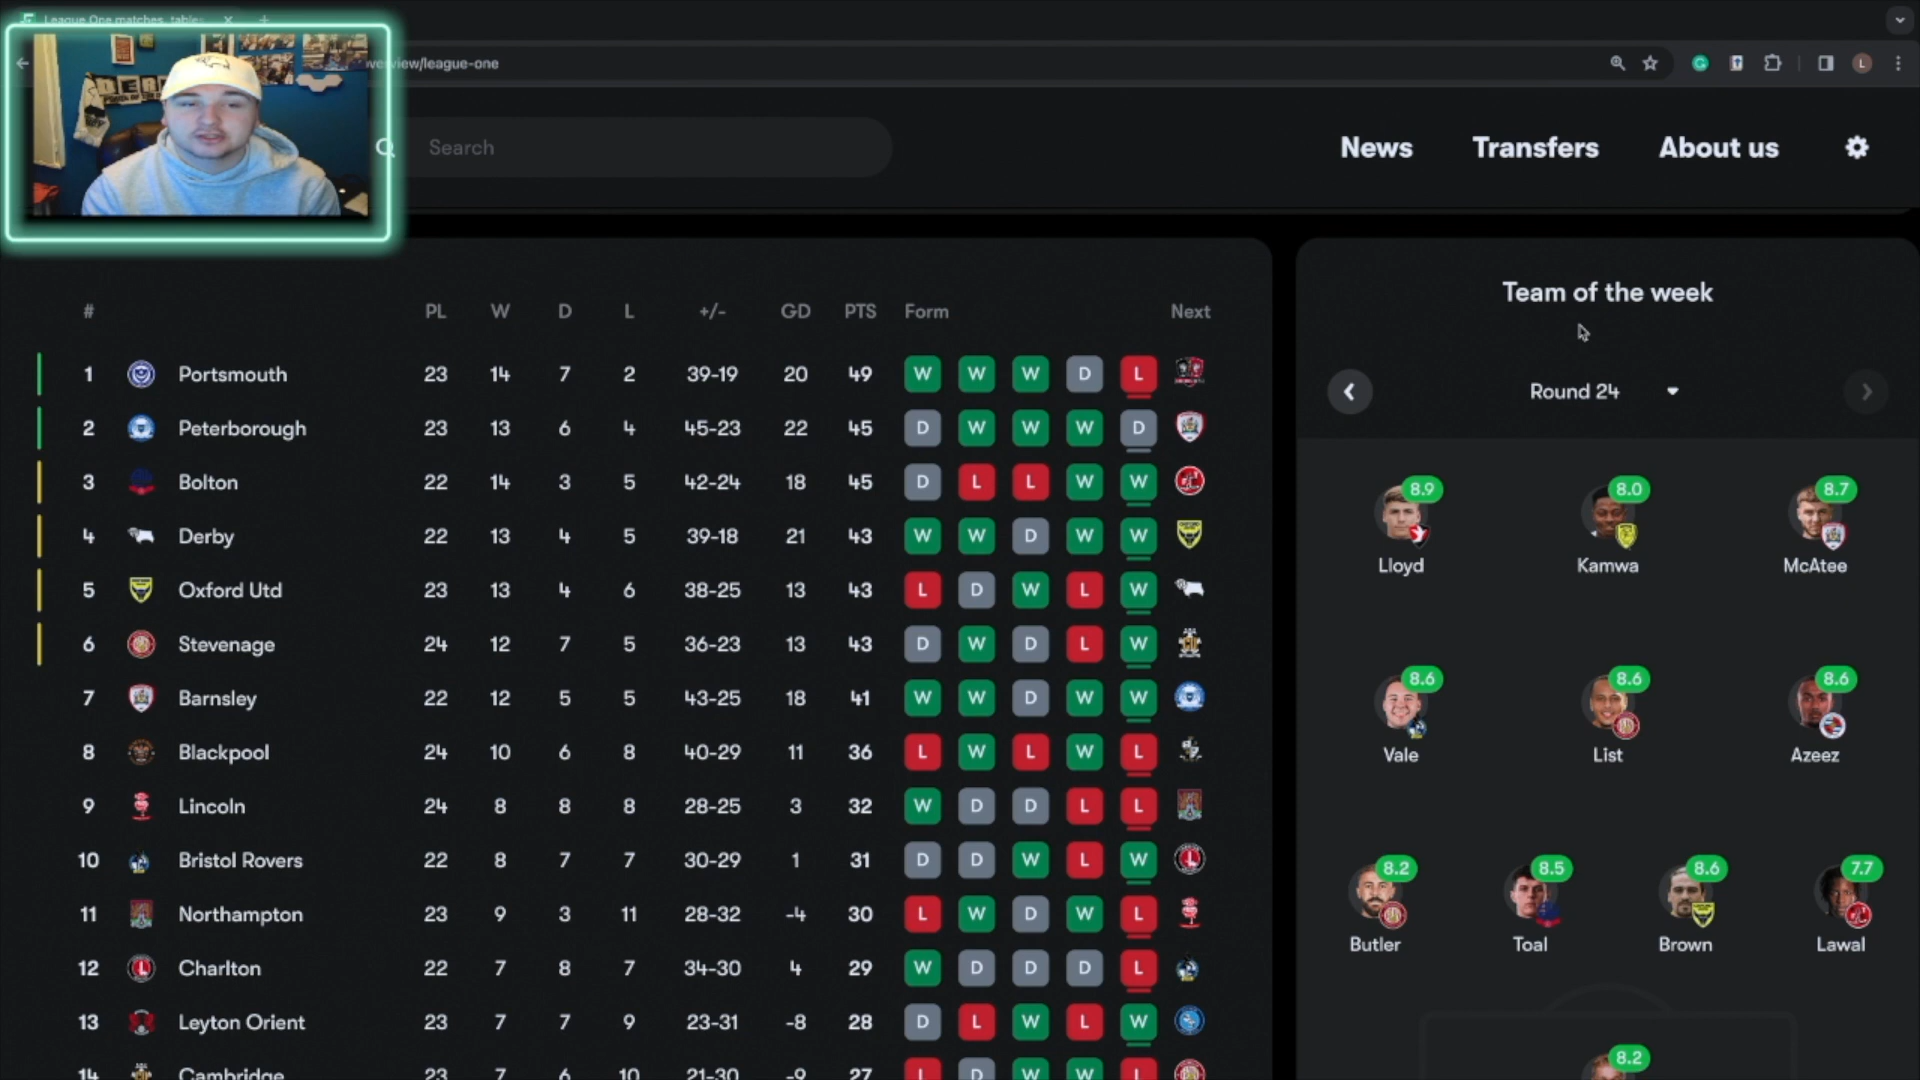 League One matches, tables
overview/league-one
L
Search
News Transfers About us
# PL W D L +/- GD PTS Form Next
1 Portsmouth 23 14 7 2 39-19 20 49 W W W D L
2 Peterborough 23 13 6 4 45-23 22 45 D W W W D
3 Bolton 22 14 3 5 42-24 18 45 D L L W W
4 Derby 22 13 4 5 39-18 21 43 W W D W W
5 Oxford Utd 23 13 4 6 38-25 13 43 L D W L W
6 Stevenage 24 12 7 5 36-23 13 43 D W D L W
7 Barnsley 22 12 5 5 43-25 18 41 W W D W W
8 Blackpool 24 10 6 8 40-29 11 36 L W L W L
9 Lincoln 24 8 8 8 28-25 3 32 W D D L L
10 Bristol Rovers 22 8 7 7 30-29 1 31 D D W L W
11 Northampton 23 9 3 11 28-32 -4 30 L W D W L
12 Charlton 22 7 8 7 34-30 4 29 W D D D L
13 Leyton Orient 23 7 7 9 23-31 -8 28 D L W L W
14 Cambridge 23 7 6 10 21-30 -9 27 L D W W L
Team of the week
Round 24
8.9 8.0 8.7
Lloyd Kamwa McAtee
8.6 8.6 8.6
Vale List Azeez
8.2 8.5 8.6 7.7
Butler Toal Brown Lawal
8.2